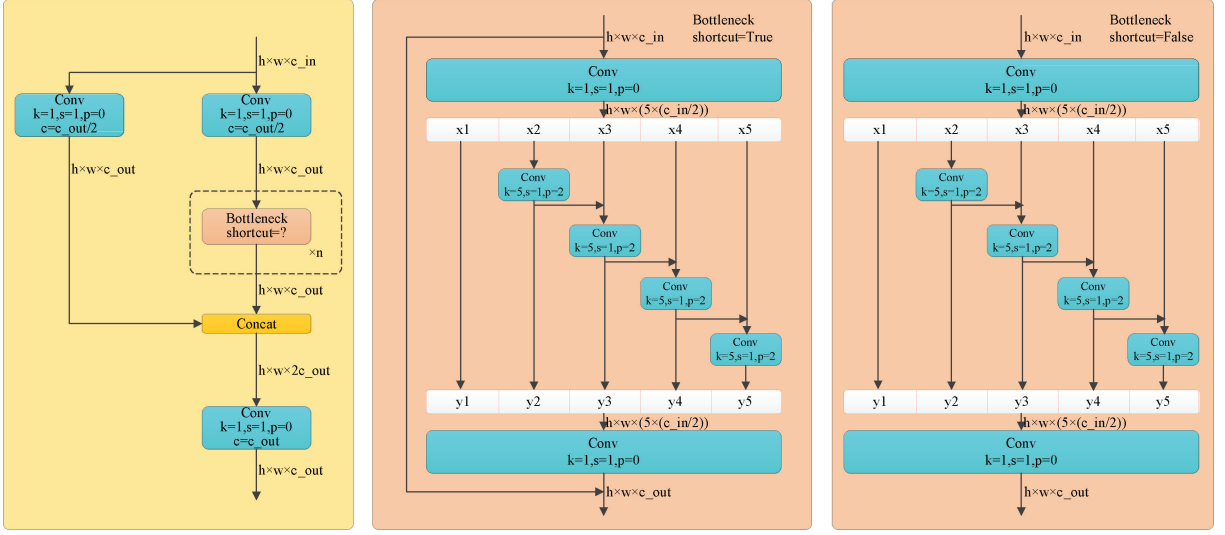 h×w×c_in
Conv
k=1,s=1,p=0
c=c_out/2
Conv
k=1,s=1,p=0
c=c_out/2
h×w×c_out
h×w×c_out
Bottleneck
shortcut=?
×n
h×w×c_out
Concat
h×w×2c_out
Conv
k=1,s=1,p=0
c=c_out
h×w×c_out
Bottleneck
shortcut=True
h×w×c_in
Conv
k=1,s=1,p=0
h×w×(5×(c_in/2))
x1 x2 x3 x4 x5
Conv
k=5,s=1,p=2
Conv
k=5,s=1,p=2
Conv
k=5,s=1,p=2
Conv
k=5,s=1,p=2
y1 y2 y3 y4 y5
h×w×(5×(c_in/2))
Conv
k=1,s=1,p=0
h×w×c_out
Bottleneck
shortcut=False
h×w×c_in
Conv
k=1,s=1,p=0
h×w×(5×(c_in/2))
x1 x2 x3 x4 x5
Conv
k=5,s=1,p=2
Conv
k=5,s=1,p=2
Conv
k=5,s=1,p=2
Conv
k=5,s=1,p=2
y1 y2 y3 y4 y5
h×w×(5×(c_in/2))
Conv
k=1,s=1,p=0
h×w×c_out